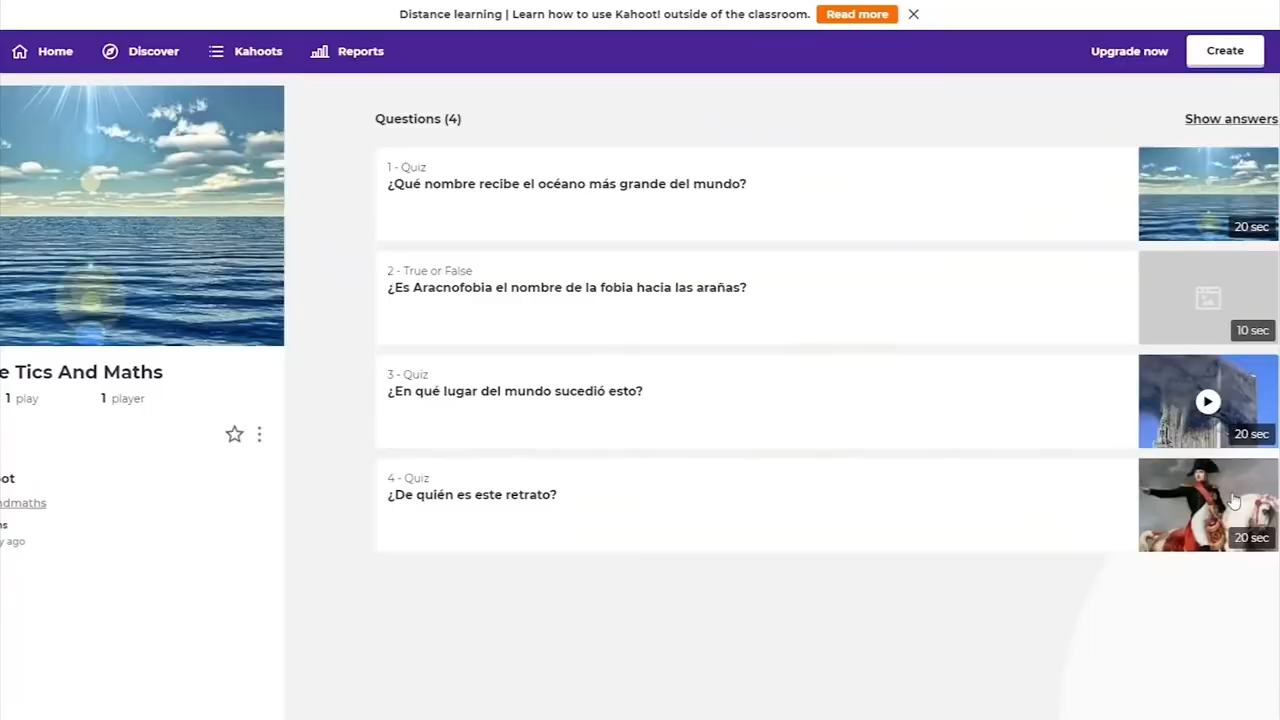 Distance learning | Learn how to use Kahoot! outside of the classroom. Read more
Home Discover Kahoots Reports Upgrade now Create
Questions (4) Show answers
1 - Quiz
¿Qué nombre recibe el océano más grande del mundo?
20 sec
2 - True or False
¿Es Aracnofobia el nombre de la fobia hacia las arañas?
10 sec
3 - Quiz
¿En qué lugar del mundo sucedió esto?
20 sec
4 - Quiz
¿De quién es este retrato?
20 sec
e Tics And Maths
1 play 1 player
ot
ndmaths
ns
y ago